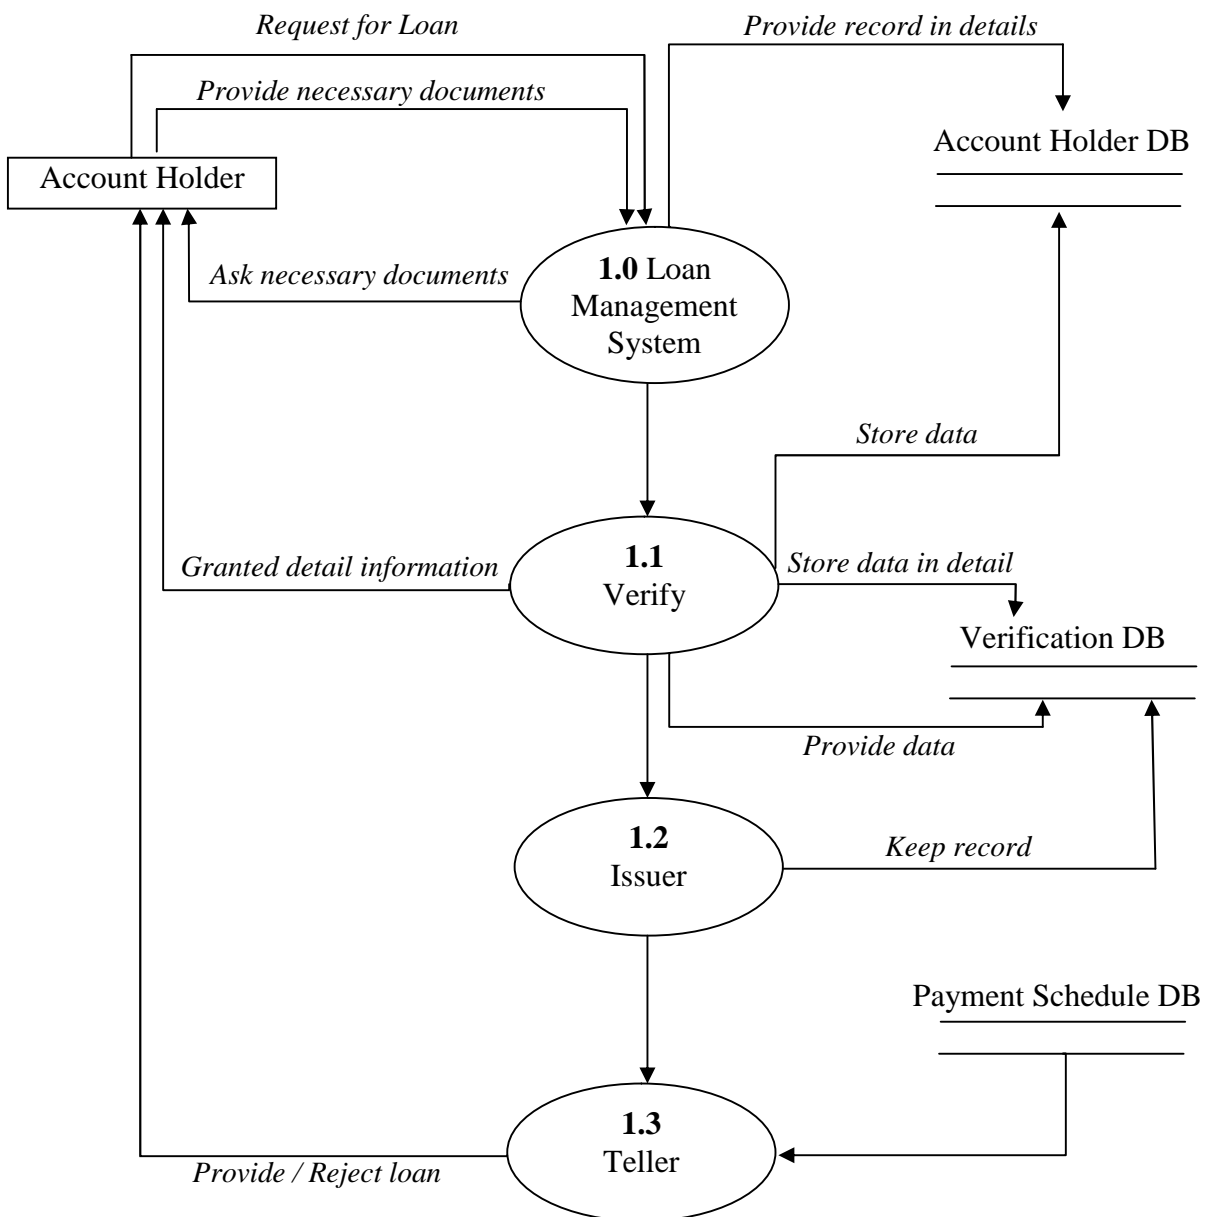 Request for Loan
Provide record in details
Provide necessary documents
Account Holder DB
Account Holder
Ask necessary documents
1.0 Loan
Management
System
Store data
1.1
Verify
Granted detail information
Store data in detail
Verification DB
Provide data
1.2
Issuer
Keep record
Payment Schedule DB
1.3
Teller
Provide / Reject loan